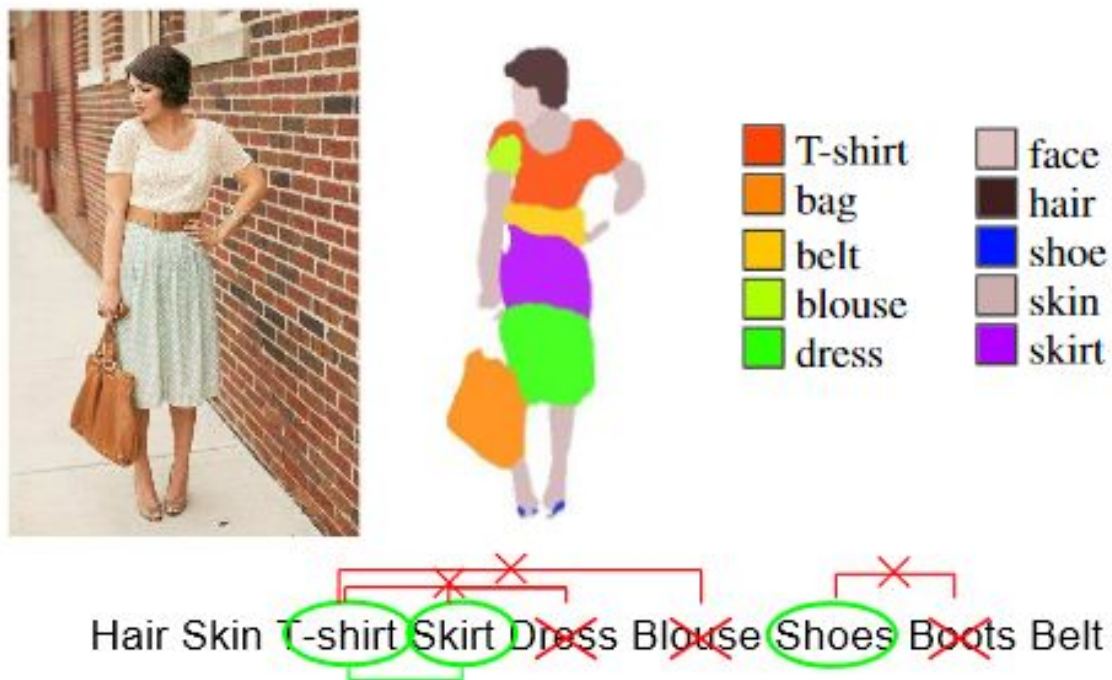 T-shirt
face
bag
hair
belt
shoe
blouse
skin
dress
skirt
Hair Skin T-shirt Skirt Dress Blouse Shoes Boots Belt